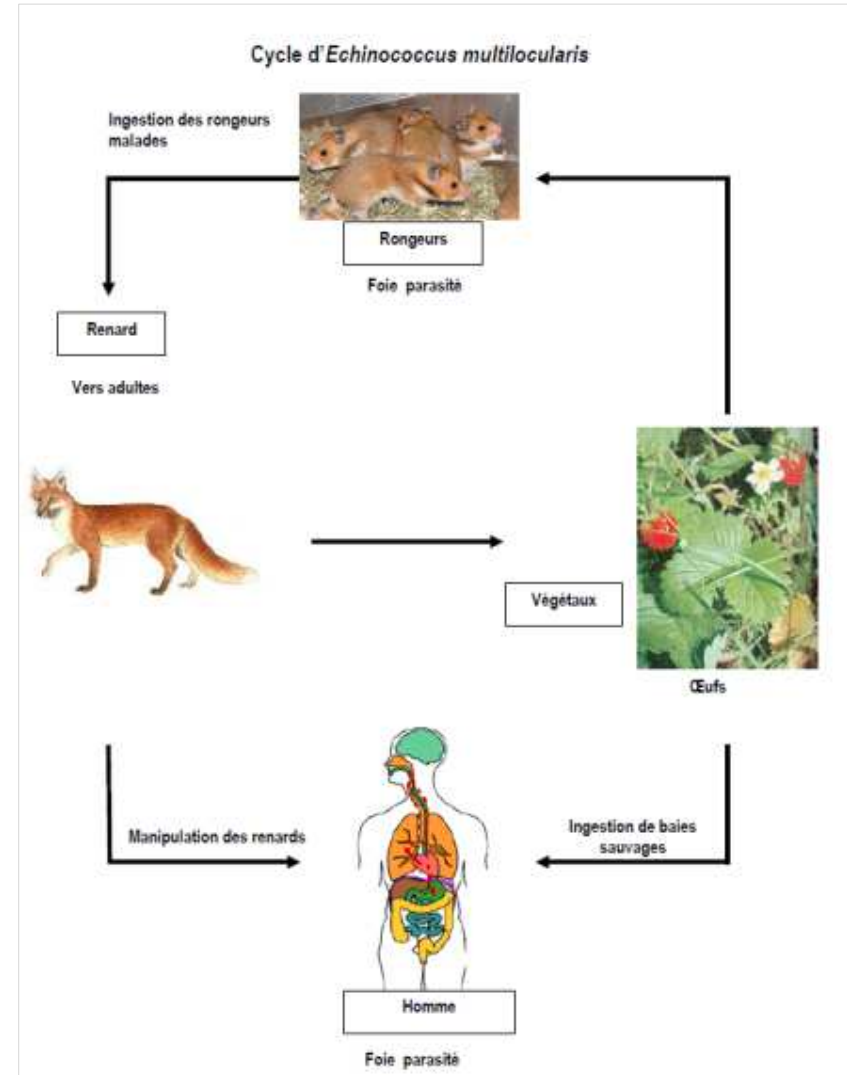 Cycle d'Echinococcus multilocularis
Ingestion des rongeurs
malades
Rongeurs
Foie parasité
Renard
Vers adultes
Végétaux
Œufs
Manipulation des renards
Ingestion de baies
sauvages
Homme
Foie parasité